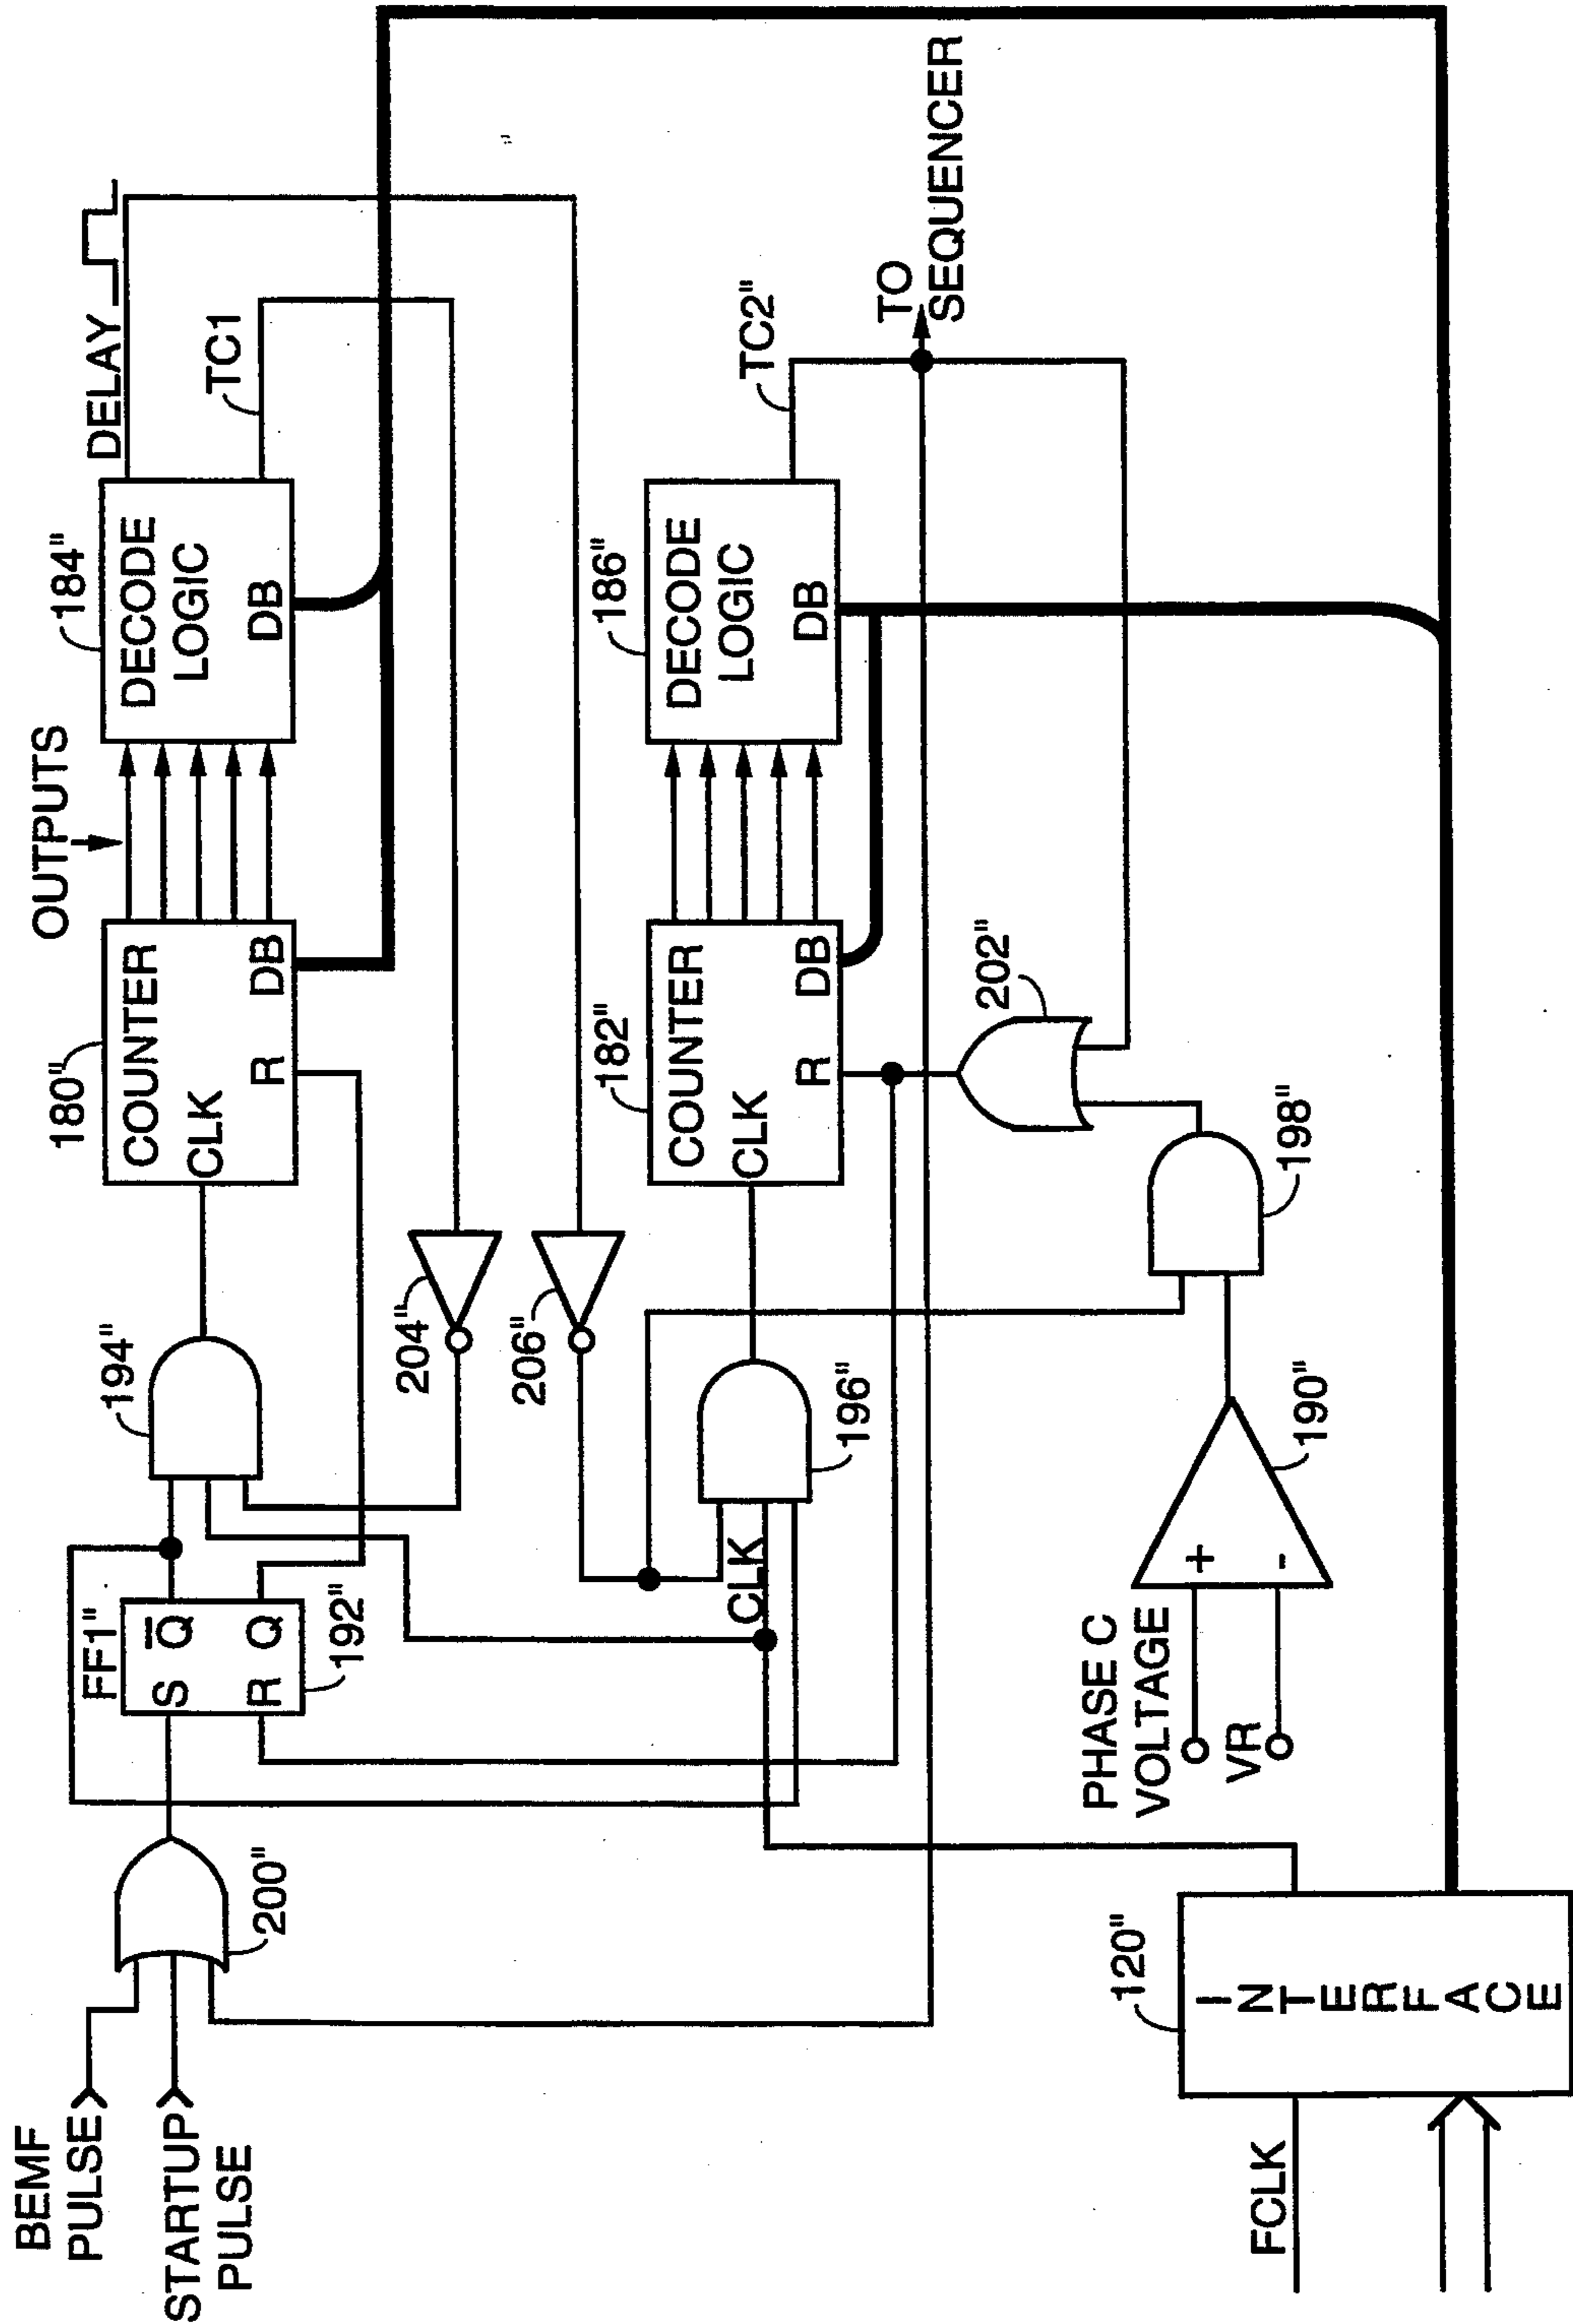 BEMF
PULSE
STARTUP
PULSE
200"
FF1"
S Q̅
R Q
192"
194"
180"
COUNTER
CLK
R DB
OUTPUTS
184"
DECODE
LOGIC
DB
DELAY
TC1
204"
206"
CLK
196"
182"
COUNTER
CLK
R DB
186"
DECODE
LOGIC
DB
TC2"
TO
SEQUENCER
202"
198"
PHASE C
VOLTAGE
VR
+
-
190"
FCLK
120"
INTERFACE